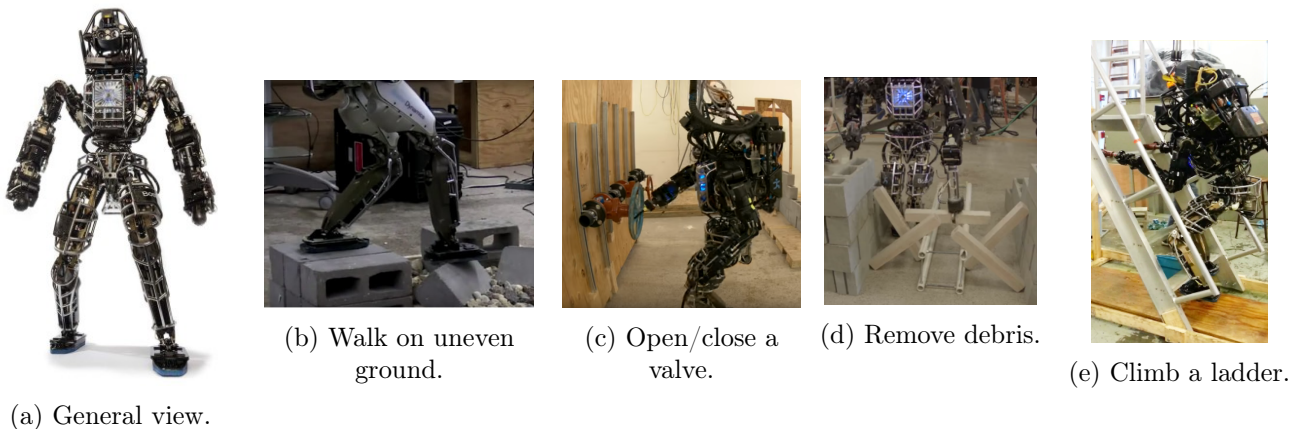 (a) General view.
(b) Walk on uneven
ground.
(c) Open/close a
valve.
(d) Remove debris.
(e) Climb a ladder.